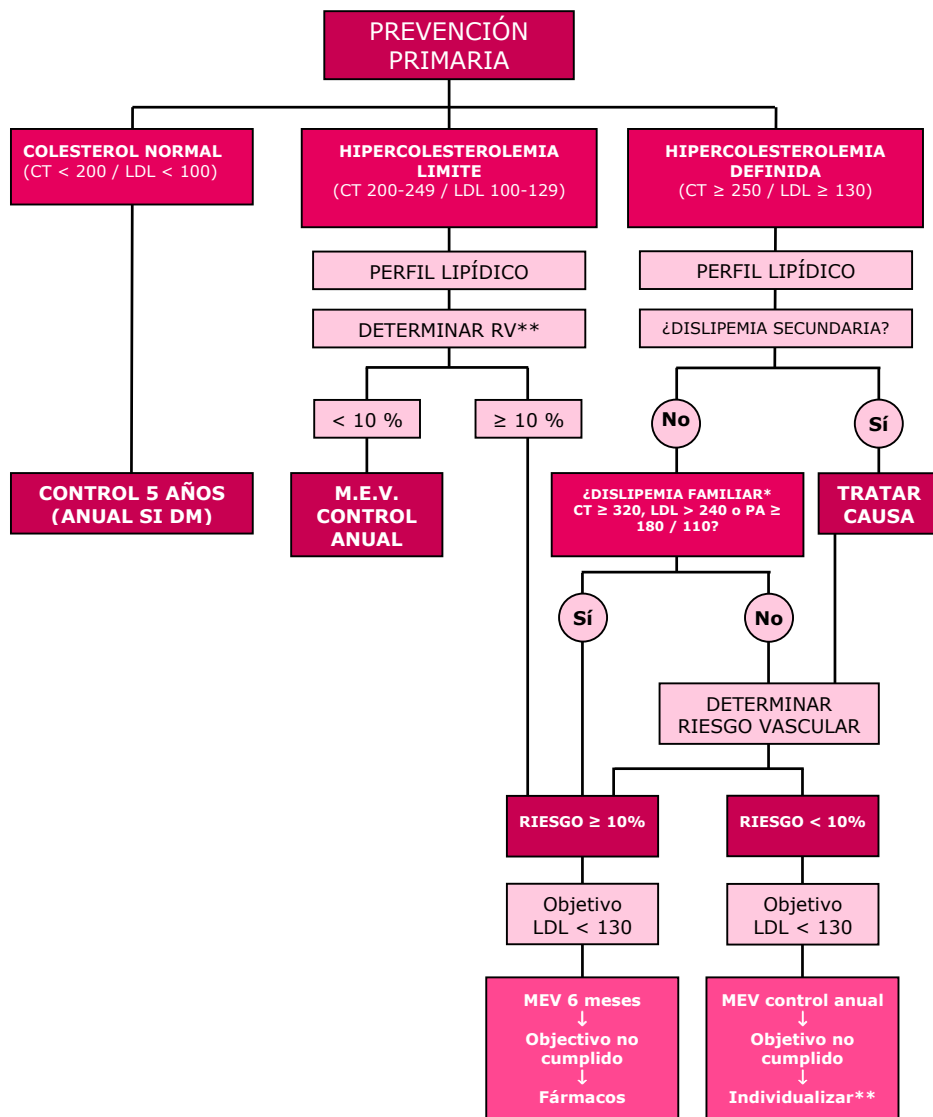 PREVENCIÓN
PRIMARIA
COLESTEROL NORMAL
(CT < 200 / LDL < 100)
HIPERCOLESTEROLEMIA
LIMITE
(CT 200-249 / LDL 100-129)
HIPERCOLESTEROLEMIA
DEFINIDA
(CT ≥ 250 / LDL ≥ 130)
PERFIL LIPÍDICO
PERFIL LIPÍDICO
DETERMINAR RV**
¿DISLIPEMIA SECUNDARIA?
< 10 %
≥ 10 %
No
Sí
CONTROL 5 AÑOS
(ANUAL SI DM)
M.E.V.
CONTROL
ANUAL
¿DISLIPEMIA FAMILIAR*
CT ≥ 320, LDL > 240 o PA ≥
180 / 110?
TRATAR
CAUSA
Sí
No
DETERMINAR
RIESGO VASCULAR
RIESGO ≥ 10%
RIESGO < 10%
Objetivo
LDL < 130
Objetivo
LDL < 130
MEV 6 meses
↓
Objectivo no
cumplido
↓
Fármacos
MEV control anual
↓
Objetivo no
cumplido
↓
Individualizar**